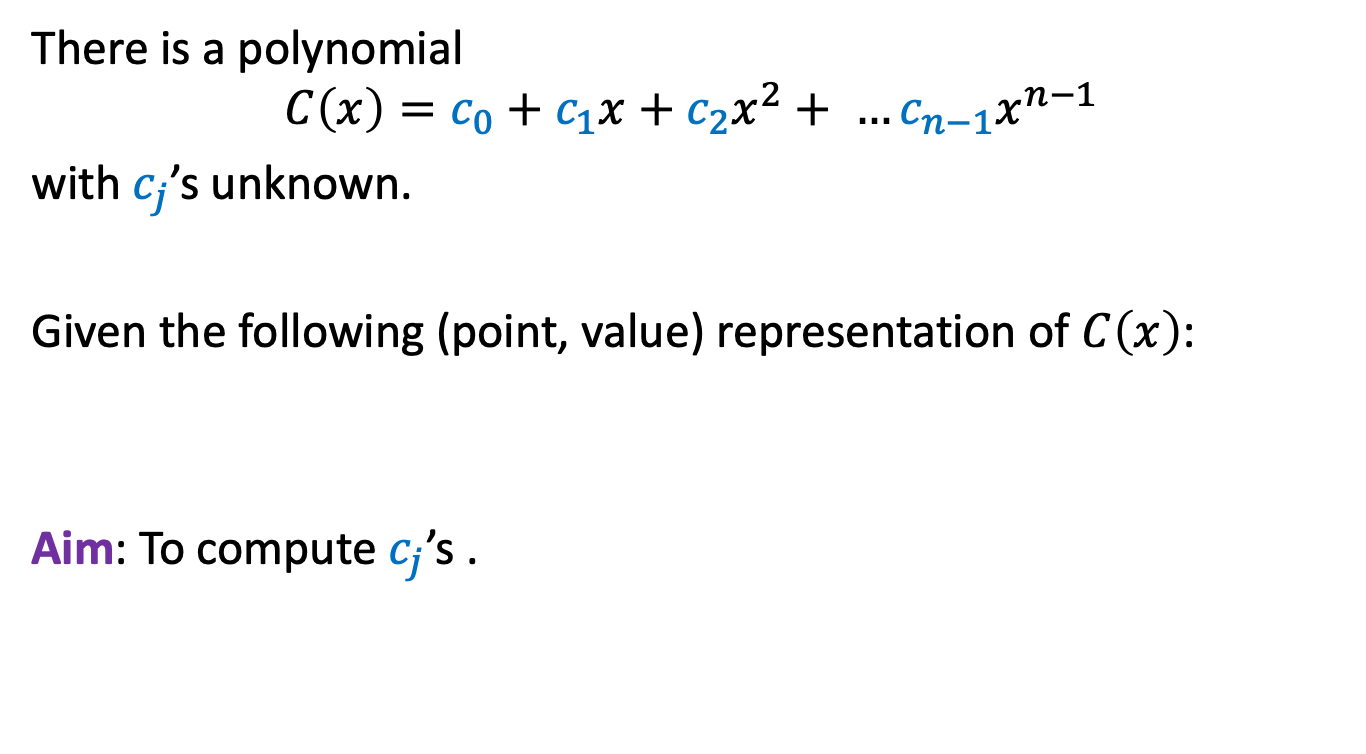 There is a polynomial
C(x) = c₀ + c₁x + c₂x² + … cₙ₋₁xⁿ⁻¹
with cⱼ’s unknown.
Given the following (point, value) representation of C(x):
Aim: To compute cⱼ’s .